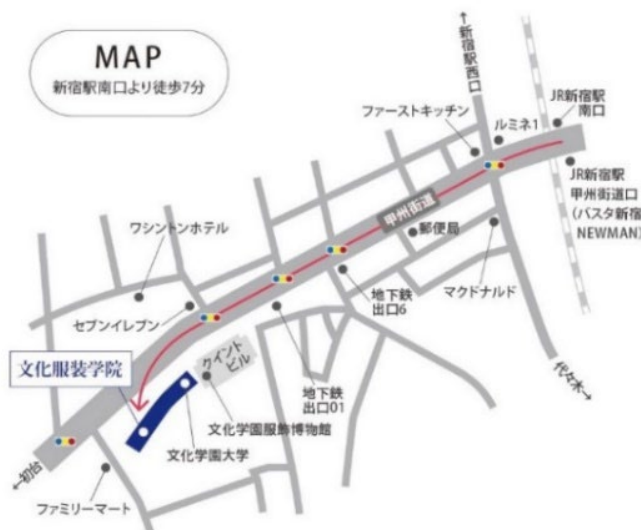 MAP
新宿駅南口より徒歩7分
←新宿駅西口
ファーストキッチン
ルミネ1
JR新宿駅
南口
JR新宿駅
甲州街道口
(バスタ新宿
NEWMAN)
甲州街道
郵便局
マクドナルド
ワシントンホテル
地下鉄
出口6
セブンイレブン
クイント
ビル
文化服装学院
地下鉄
出口01
代々木→
文化学園服飾博物館
文化学園大学
←初台
ファミリーマート